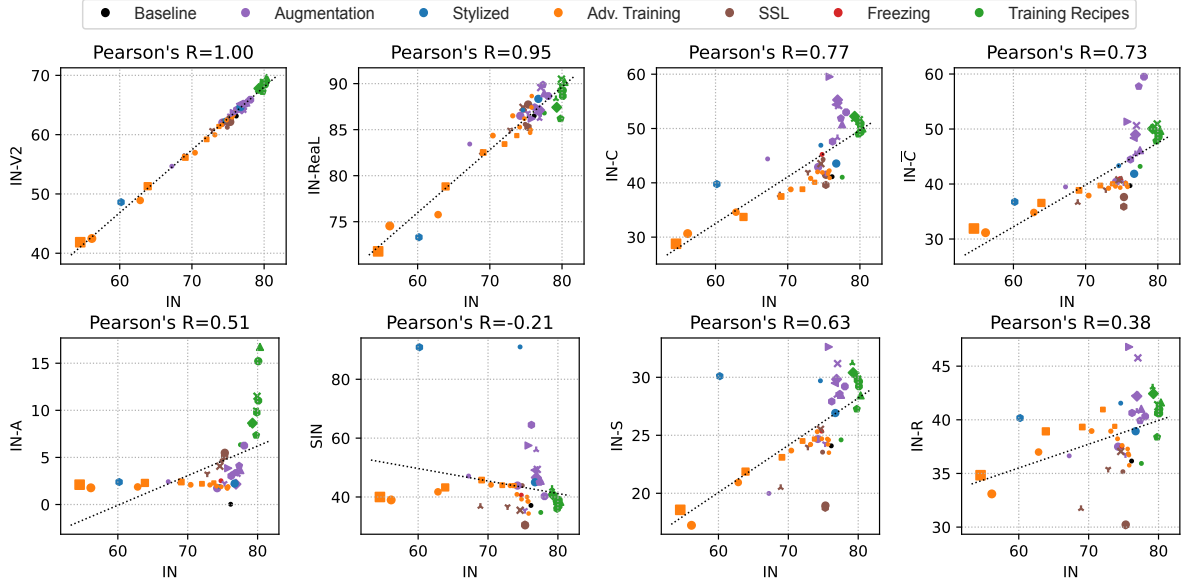 Baseline Augmentation Stylized Adv. Training SSL Freezing Training Recipes
Pearson's R=1.00 Pearson's R=0.95 Pearson's R=0.77 Pearson's R=0.73
IN-V2
70
60
50
40
60 70 80
IN
IN-ReaL
90
85
80
75
60 70 80
IN
IN-C
60
50
40
30
60 70 80
IN
IN-C̅
60
50
40
30
60 70 80
IN
Pearson's R=0.51 Pearson's R=-0.21 Pearson's R=0.63 Pearson's R=0.38
IN-A
15
10
5
0
60 70 80
IN
SIN
80
60
40
60 70 80
IN
IN-S
30
25
20
60 70 80
IN
IN-R
45
40
35
30
60 70 80
IN